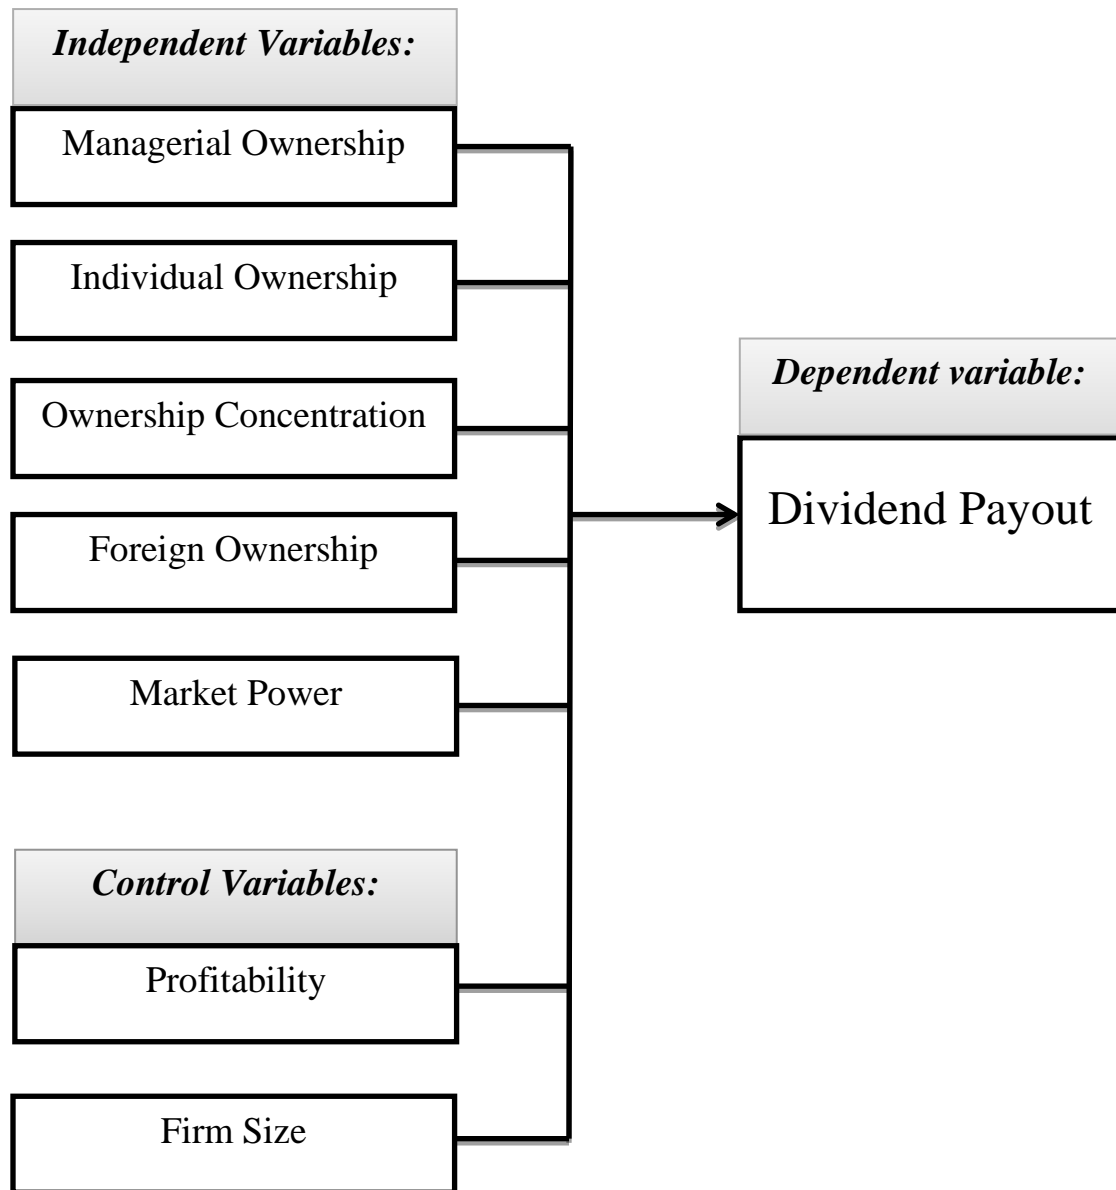 Independent Variables:
Managerial Ownership
Individual Ownership
Ownership Concentration
Foreign Ownership
Market Power
Control Variables:
Profitability
Firm Size
Dependent variable:
Dividend Payout